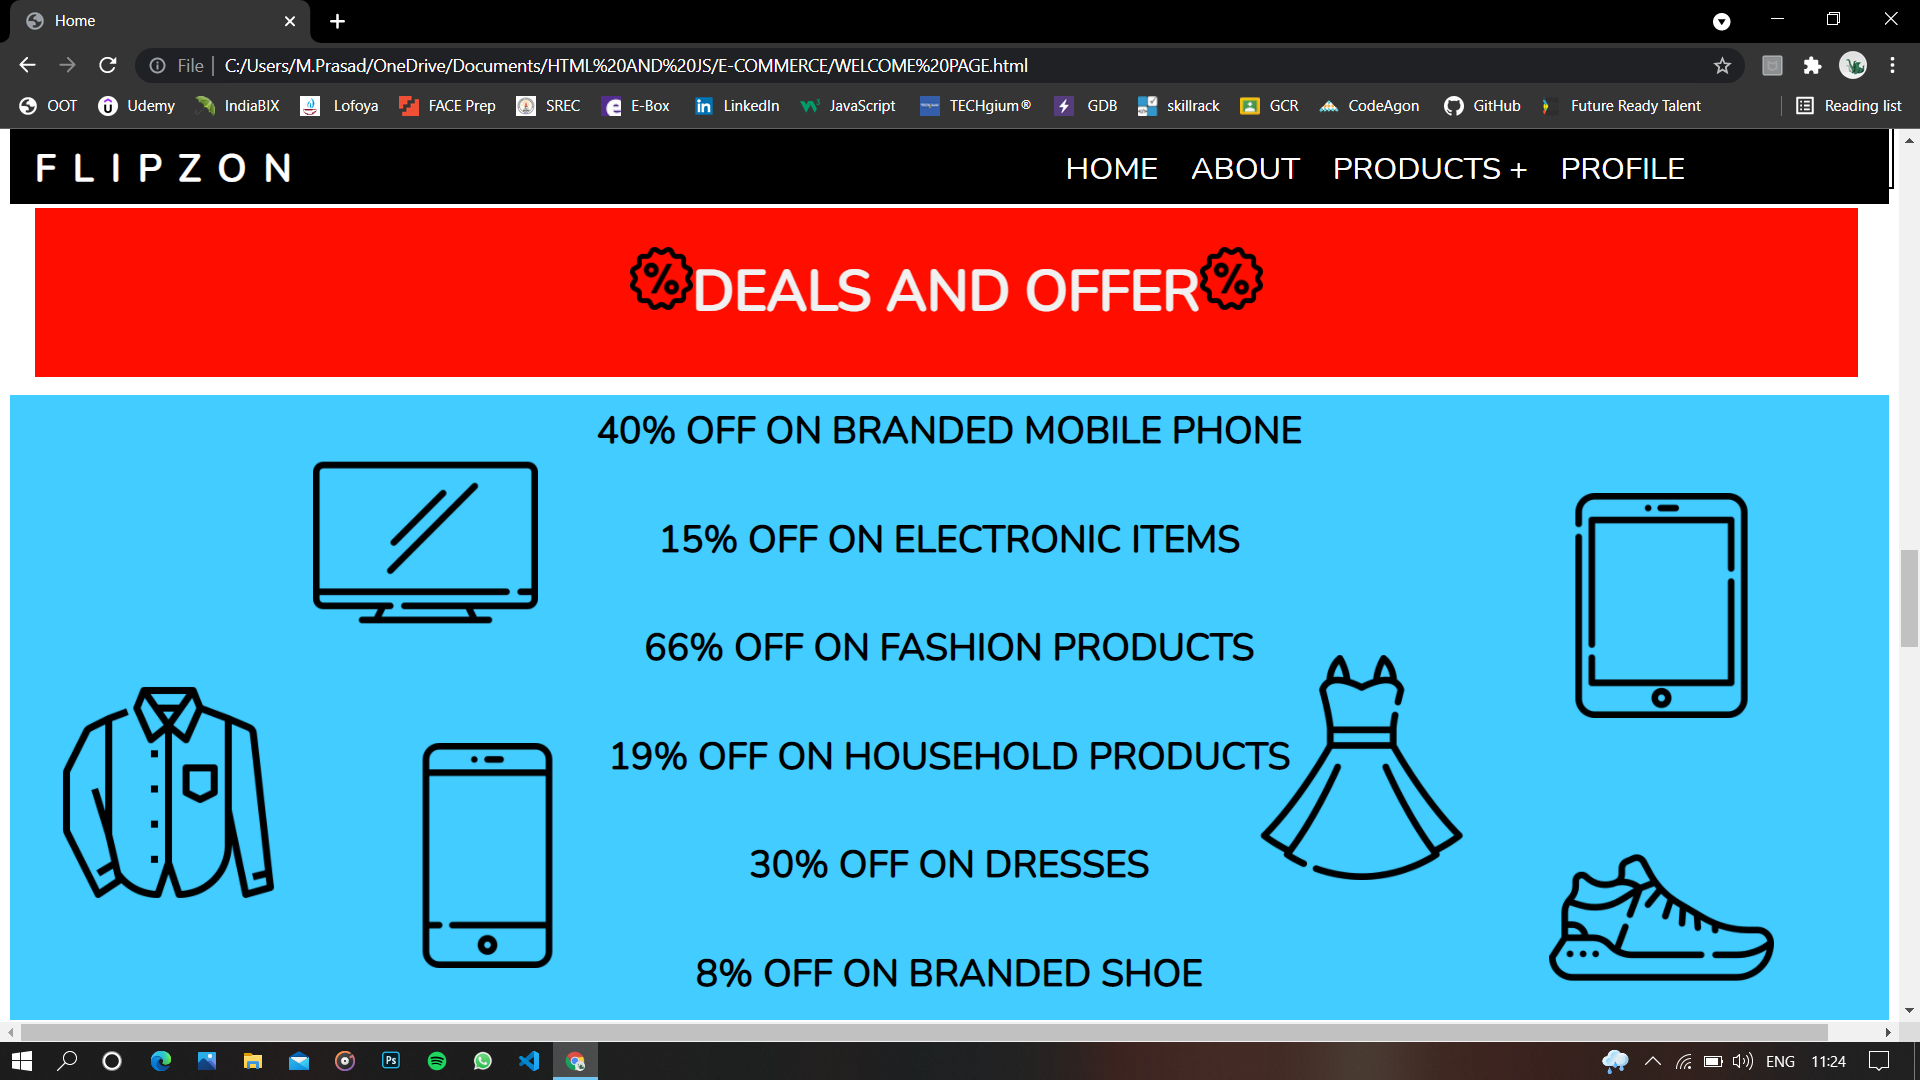 Home
File C:/Users/M.Prasad/OneDrive/Documents/HTML%20AND%20JS/E-COMMERCE/WELCOME%20PAGE.html
OOT Udemy IndiaBIX Lofoya FACE Prep SREC E-Box LinkedIn JavaScript TECHgium® GDB skillrack GCR CodeAgon GitHub Future Ready Talent Reading list
FLIPZON HOME ABOUT PRODUCTS + PROFILE
% DEALS AND OFFER %
40% OFF ON BRANDED MOBILE PHONE
15% OFF ON ELECTRONIC ITEMS
66% OFF ON FASHION PRODUCTS
19% OFF ON HOUSEHOLD PRODUCTS
30% OFF ON DRESSES
8% OFF ON BRANDED SHOE
Ps ENG 11:24